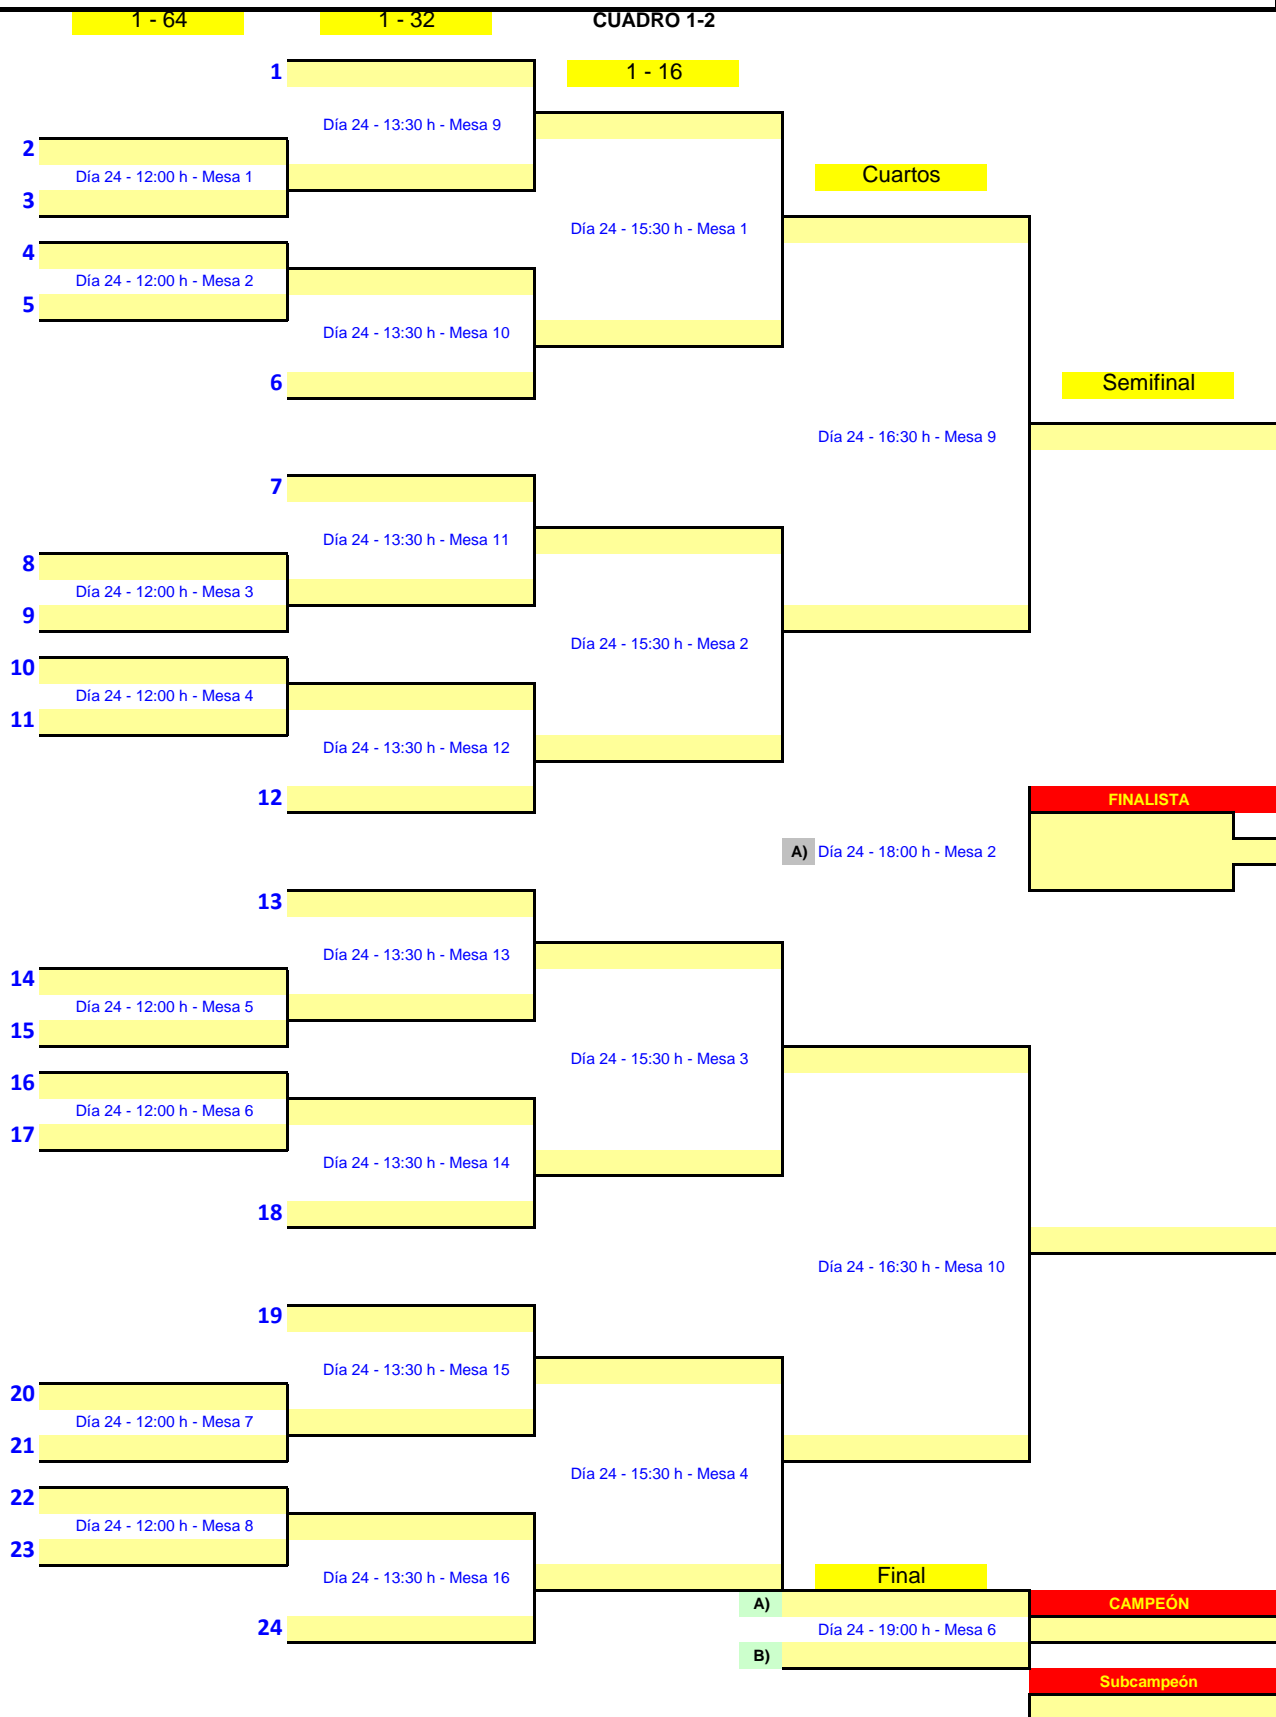 1 - 64
1 - 32
CUADRO 1-2
1
1 - 16
Día 24 - 13:30 h - Mesa 9
2
Día 24 - 12:00 h - Mesa 1
Cuartos
3
Día 24 - 15:30 h - Mesa 1
4
Día 24 - 12:00 h - Mesa 2
5
Día 24 - 13:30 h - Mesa 10
6
Semifinal
Día 24 - 16:30 h - Mesa 9
7
Día 24 - 13:30 h - Mesa 11
8
Día 24 - 12:00 h - Mesa 3
9
Día 24 - 15:30 h - Mesa 2
10
Día 24 - 12:00 h - Mesa 4
11
Día 24 - 13:30 h - Mesa 12
12
FINALISTA
A) Día 24 - 18:00 h - Mesa 2
13
Día 24 - 13:30 h - Mesa 13
14
Día 24 - 12:00 h - Mesa 5
15
Día 24 - 15:30 h - Mesa 3
16
Día 24 - 12:00 h - Mesa 6
17
Día 24 - 13:30 h - Mesa 14
18
Día 24 - 16:30 h - Mesa 10
19
Día 24 - 13:30 h - Mesa 15
20
Día 24 - 12:00 h - Mesa 7
21
Día 24 - 15:30 h - Mesa 4
22
Día 24 - 12:00 h - Mesa 8
23
Día 24 - 13:30 h - Mesa 16
Final
A)
CAMPEÓN
24
Día 24 - 19:00 h - Mesa 6
B)
Subcampeón